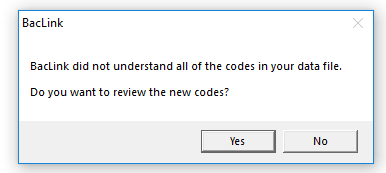 BacLink
BacLink did not understand all of the codes in your data file.
Do you want to review the new codes?
Yes
No